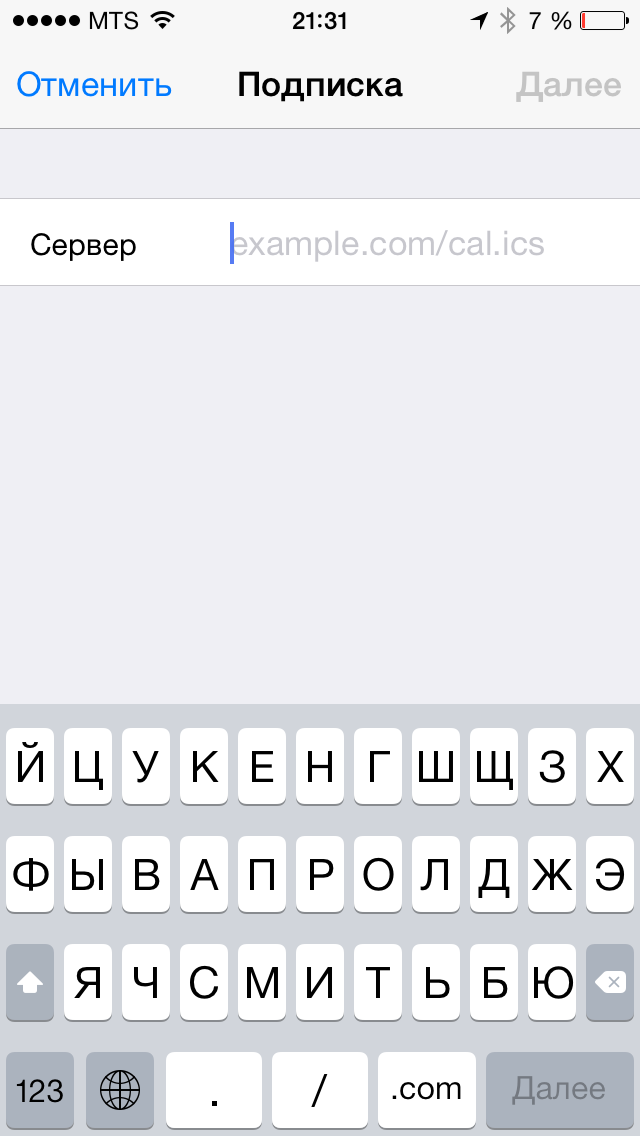 MTS 21:31 7 %
Отменить Подписка Далее
Сервер example.com/cal.ics
Й Ц У К Е Н Г Ш Щ З Х
Ф Ы В А П Р О Л Д Ж Э
Я Ч С М И Т Ь Б Ю
123 . / .com Далее